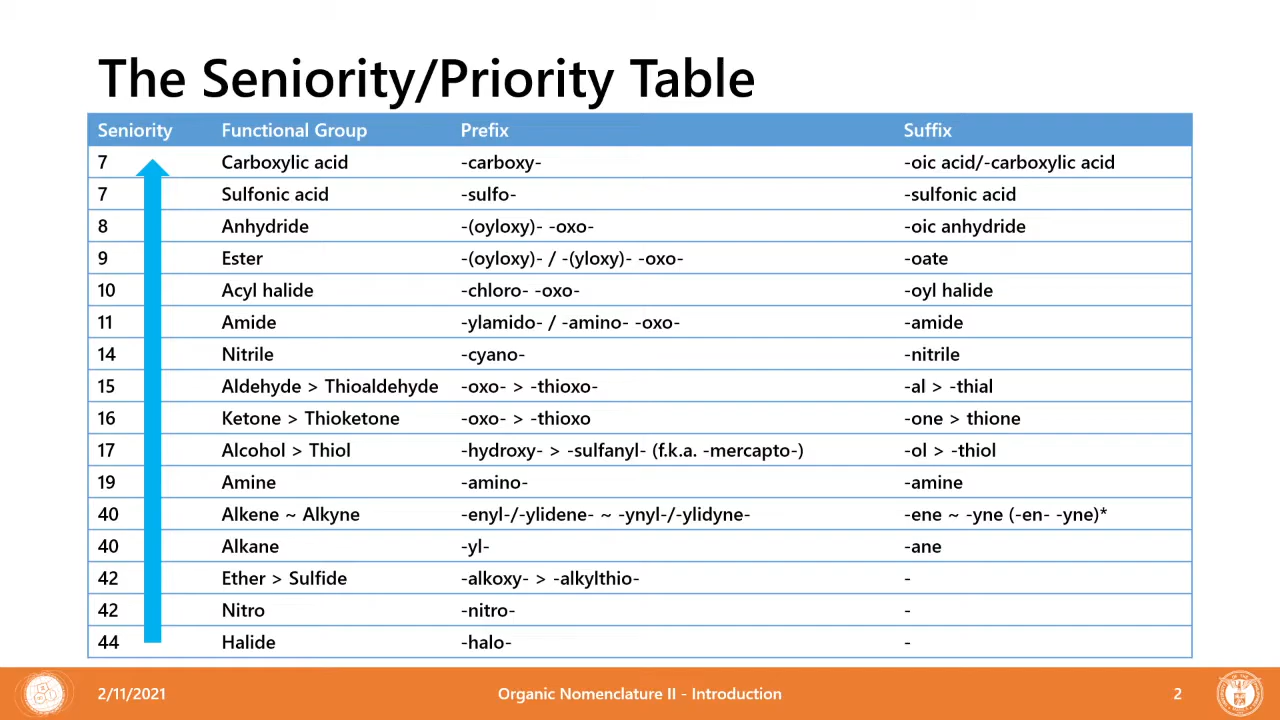 The Seniority/Priority Table
Seniority Functional Group Prefix Suffix
7 Carboxylic acid -carboxy- -oic acid/-carboxylic acid
7 Sulfonic acid -sulfo- -sulfonic acid
8 Anhydride -(oyloxy)- -oxo- -oic anhydride
9 Ester -(oyloxy)- / -(yloxy)- -oxo- -oate
10 Acyl halide -chloro- -oxo- -oyl halide
11 Amide -ylamido- / -amino- -oxo- -amide
14 Nitrile -cyano- -nitrile
15 Aldehyde > Thioaldehyde -oxo- > -thioxo- -al > -thial
16 Ketone > Thioketone -oxo- > -thioxo -one > thione
17 Alcohol > Thiol -hydroxy- > -sulfanyl- (f.k.a. -mercapto-) -ol > -thiol
19 Amine -amino- -amine
40 Alkene ~ Alkyne -enyl-/-ylidene- ~ -ynyl-/-ylidyne- -ene ~ -yne (-en- -yne)*
40 Alkane -yl- -ane
42 Ether > Sulfide -alkoxy- > -alkylthio- -
42 Nitro -nitro- -
44 Halide -halo- -
2/11/2021 Organic Nomenclature II - Introduction 2